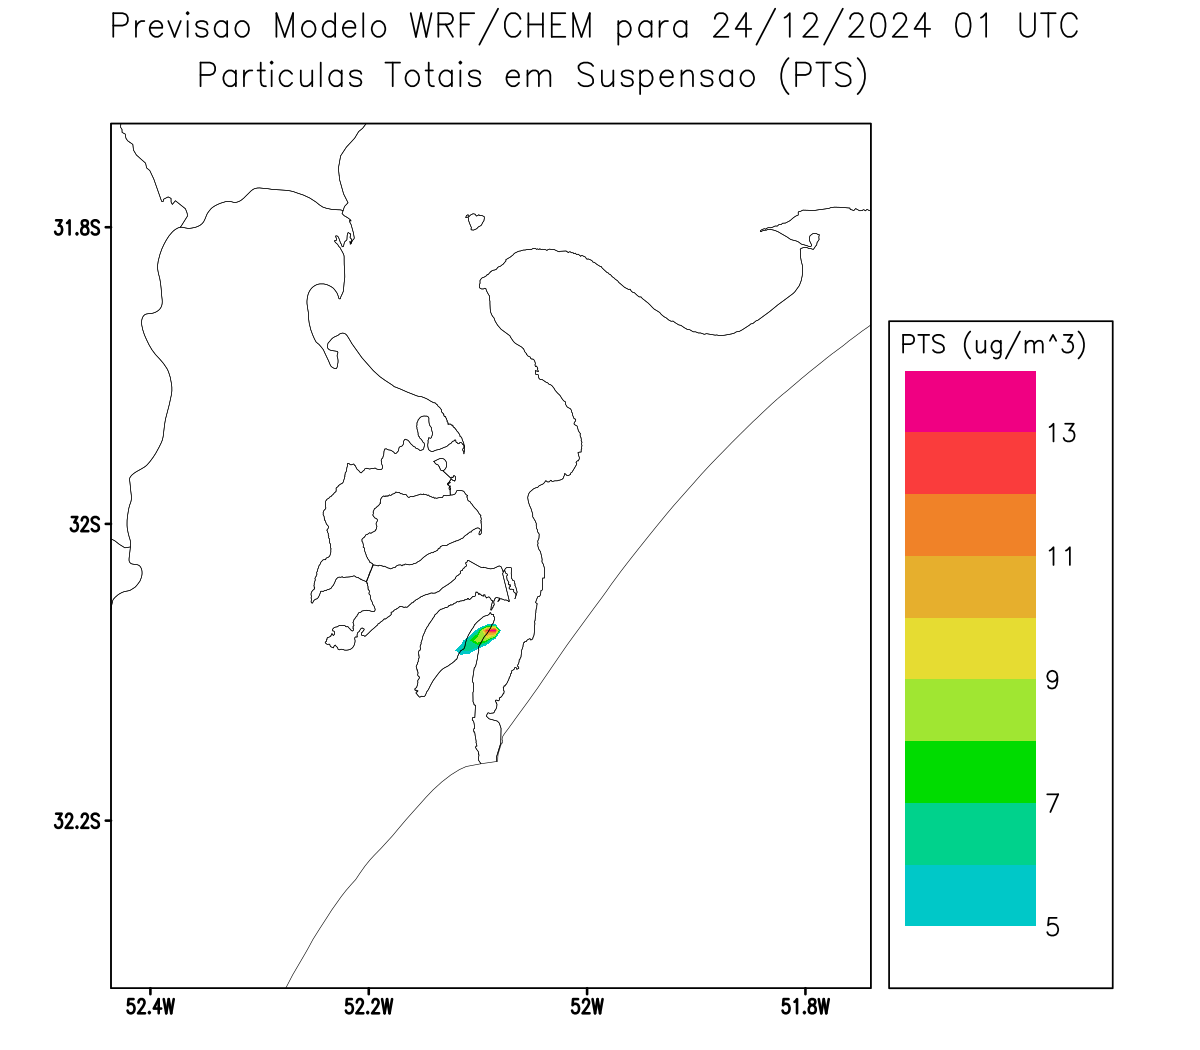 Previsao Modelo WRF/CHEM para 24/12/2024 01 UTC
Particulas Totais em Suspensao (PTS)
31.8S
32S
32.2S
52.4W 52.2W 52W 51.8W
PTS (ug/m^3)
13
11
9
7
5